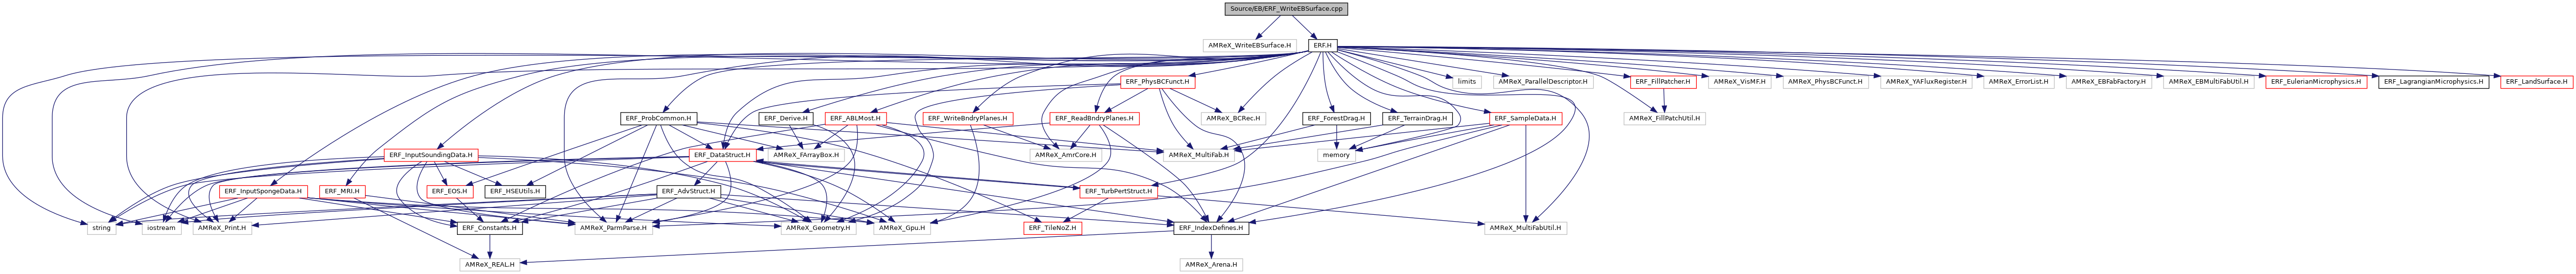 Source/EB/ERF_WriteEBSurface.cpp
AMReX_WriteEBSurface.H
ERF.H
ERF_PhysBCFunct.H
limits
AMReX_ParallelDescriptor.H
ERF_FillPatcher.H
AMReX_VisMF.H
AMReX_PhysBCFunct.H
AMReX_YAFluxRegister.H
AMReX_ErrorList.H
AMReX_EBFabFactory.H
AMReX_EBMultiFabUtil.H
ERF_EulerianMicrophysics.H
ERF_LagrangianMicrophysics.H
ERF_LandSurface.H
ERF_ProbCommon.H
ERF_Derive.H
ERF_ABLMost.H
ERF_WriteBndryPlanes.H
ERF_ReadBndryPlanes.H
AMReX_BCRec.H
ERF_ForestDrag.H
ERF_TerrainDrag.H
ERF_SampleData.H
AMReX_FillPatchUtil.H
ERF_InputSoundingData.H
ERF_DataStruct.H
AMReX_FArrayBox.H
AMReX_AmrCore.H
AMReX_MultiFab.H
memory
ERF_InputSpongeData.H
ERF_MRI.H
ERF_EOS.H
ERF_HSEUtils.H
ERF_AdvStruct.H
ERF_TurbPertStruct.H
string
iostream
AMReX_Print.H
ERF_Constants.H
AMReX_ParmParse.H
AMReX_Geometry.H
AMReX_Gpu.H
ERF_TileNoZ.H
ERF_IndexDefines.H
AMReX_MultiFabUtil.H
AMReX_REAL.H
AMReX_Arena.H